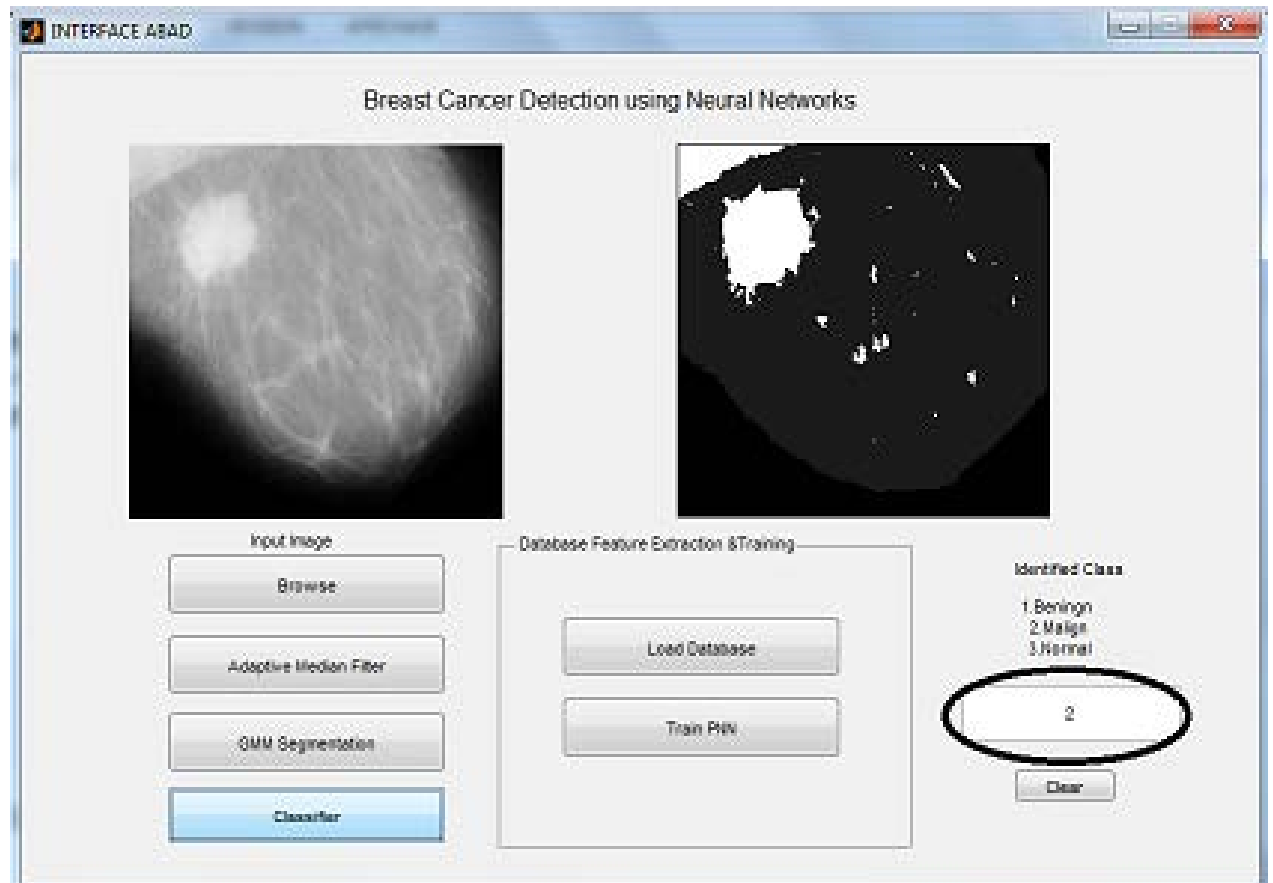 INTERFACE ABAD
Breast Cancer Detection using Neural Networks
Input Image
Browse
Adaptive Median Filter
GMM Segmentation
Classifier
Database Feature Extraction &Training
Load Database
Train PNN
Identified Class
1.Beningn
2.Malign
3.Normal
2
Clear